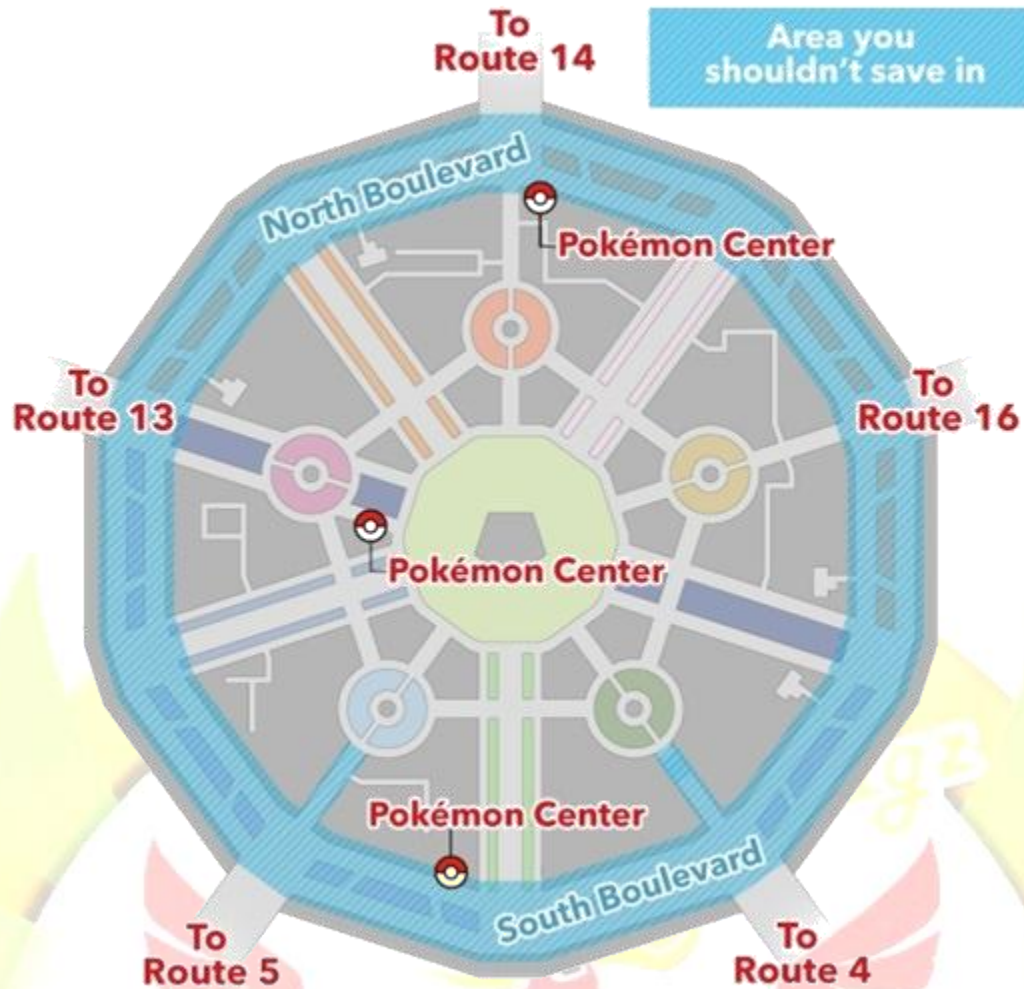 To
Route 14
Area you
shouldn't save in
North Boulevard
Pokémon Center
To
Route 13
To
Route 16
Pokémon Center
Pokémon Center
South Boulevard
To
Route 5
To
Route 4